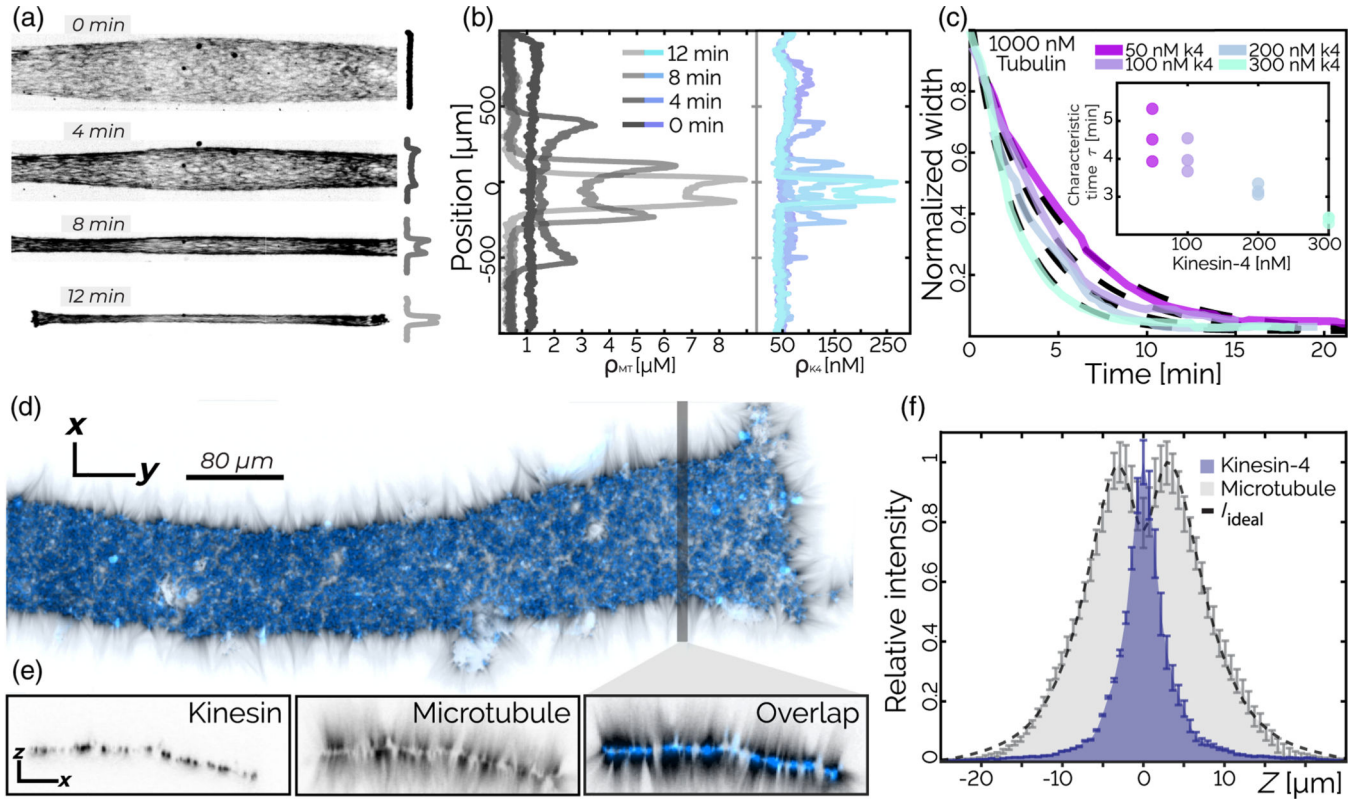 (a)
0 min
4 min
8 min
12 min
(b)
12 min
8 min
4 min
0 min
Position [µm]
500
0
-500
1 2 3 4 5 6 7 8
ρMT [µM]
50 150 250
ρK4 [nM]
(c)
1000 nM
Tubulin
50 nM k4
100 nM k4
200 nM k4
300 nM k4
Normalized width
0.8
0.6
0.4
0.2
0 5 10 15 20
Time [min]
Characteristic
time τ [min]
5
4
3
100 200 300
Kinesin-4 [nM]
(d)
x
y
80 µm
(e)
z
x
Kinesin
Microtubule
Overlap
(f)
Kinesin-4
Microtubule
Iideal
Relative intensity
1
0.8
0.6
0.4
0.2
0
-20 -10 0 10
Z [µm]